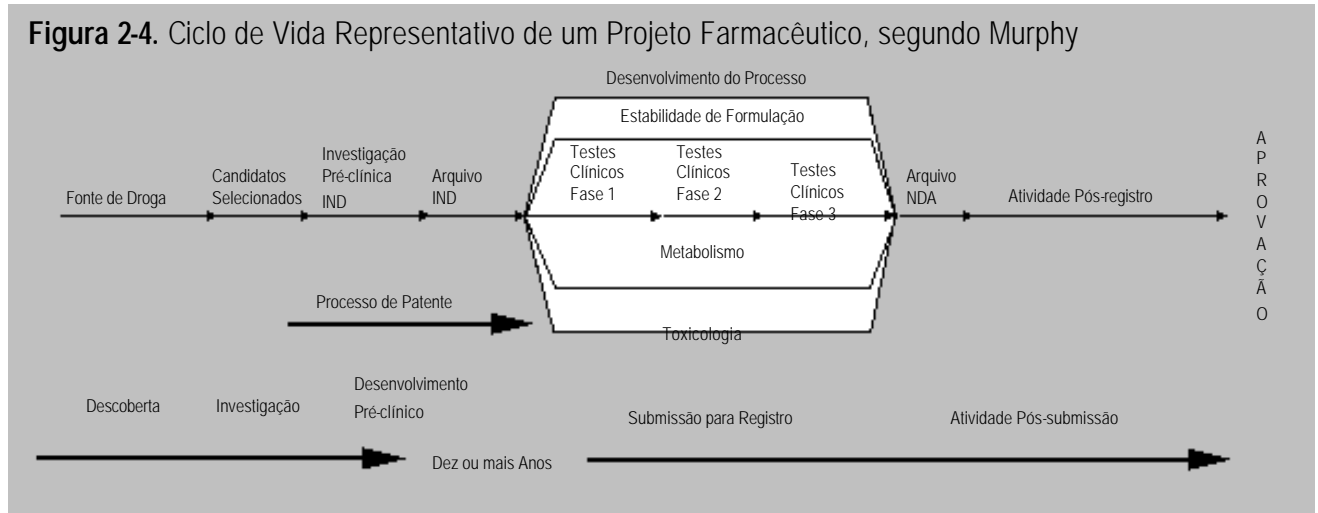 Figura 2-4. Ciclo de Vida Representativo de um Projeto Farmacêutico, segundo Murphy
Desenvolvimento do Processo
Estabilidade de Formulação
Fonte de Droga
Candidatos
Selecionados
Investigação
Pré-clínica
IND
Arquivo
IND
Testes
Clínicos
Fase 1
Testes
Clínicos
Fase 2
Testes
Clínicos
Fase 3
Arquivo
NDA
Atividade Pós-registro
A
P
R
O
V
A
Ç
Ã
O
Metabolismo
Processo de Patente
Toxicologia
Descoberta
Investigação
Desenvolvimento
Pré-clínico
Submissão para Registro
Atividade Pós-submissão
Dez ou mais Anos